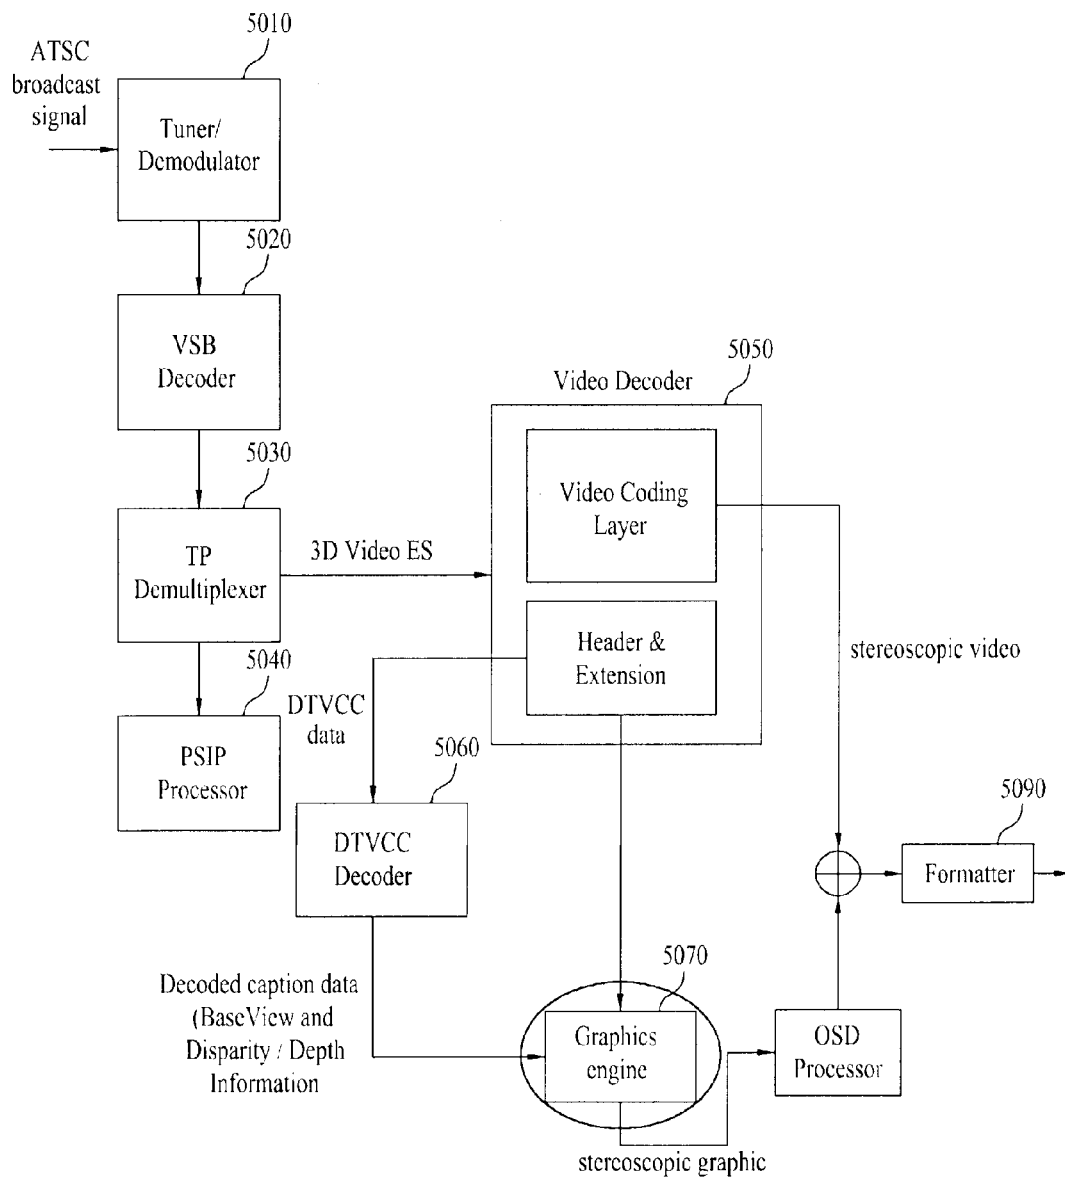 5010
ATSC
broadcast
signal
Tuner/
Demodulator
5020
VSB
Decoder
5050
Video Decoder
5030
Video Coding
Layer
TP
Demultiplexer
3D Video ES
Header &
Extension
stereoscopic video
5040
DTVCC
data
PSIP
Processor
5060
5090
DTVCC
Decoder
Formatter
5070
Decoded caption data
(BaseView and
Disparity / Depth
Information
Graphics
engine
OSD
Processor
stereoscopic graphic